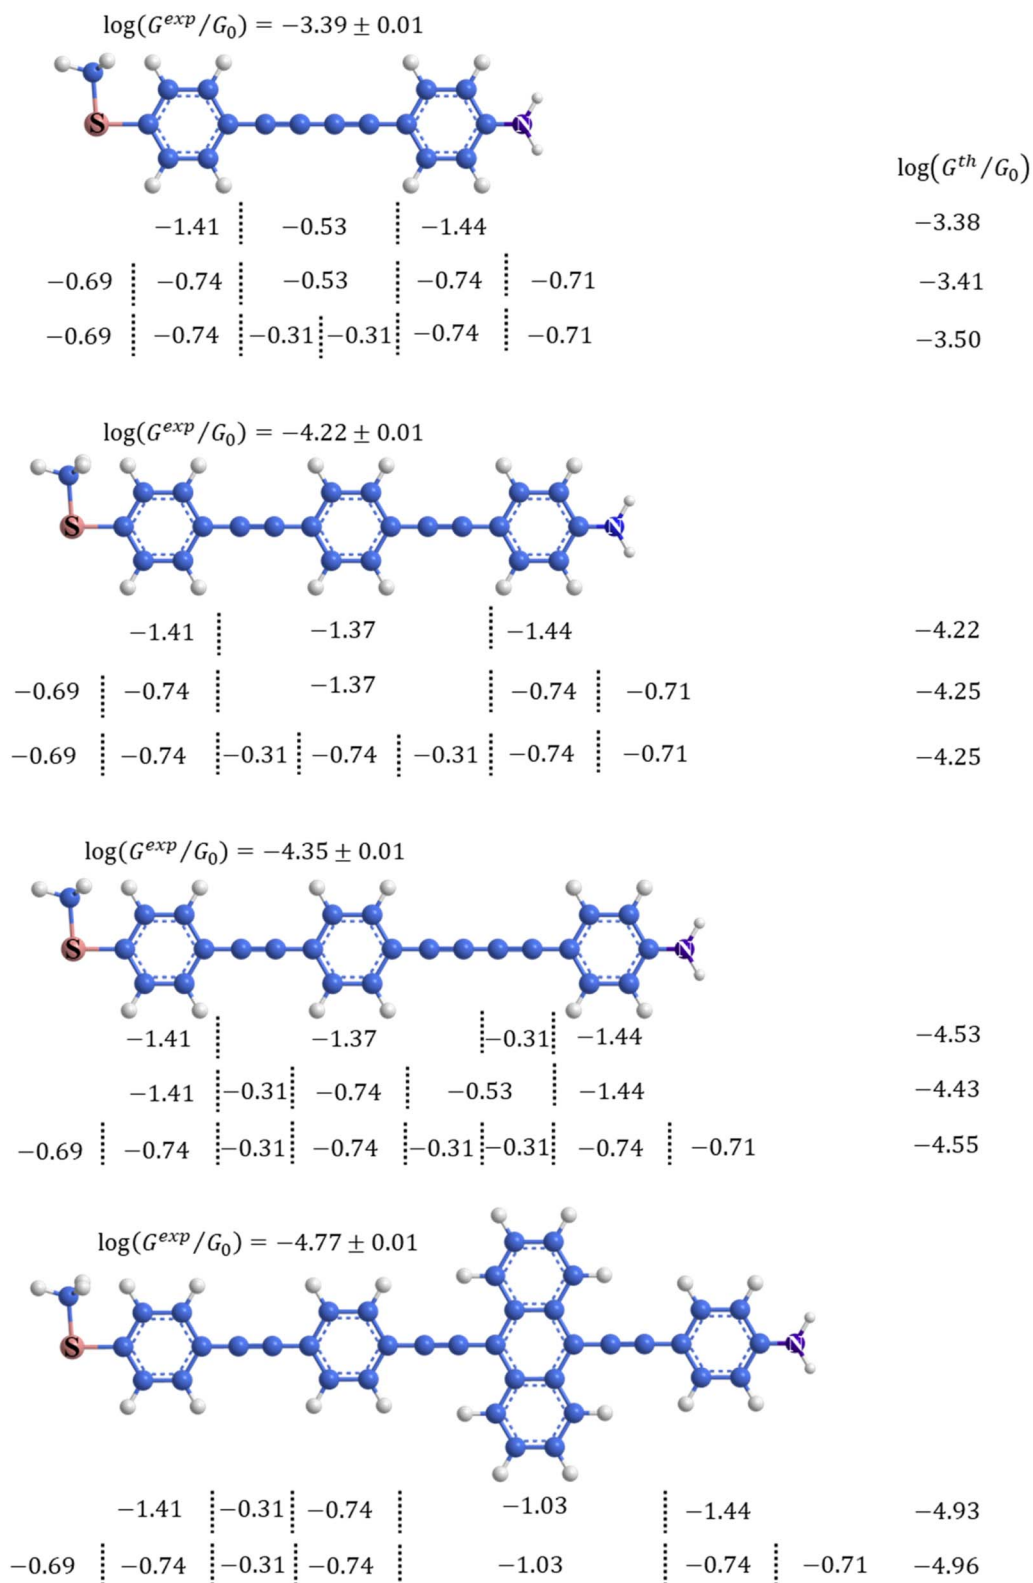 log(G^exp/G₀) = −3.39 ± 0.01
S N
log(G^th/G₀)
−1.41 −0.53 −1.44 −3.38
−0.69 −0.74 −0.53 −0.74 −0.71 −3.41
−0.69 −0.74 −0.31 −0.31 −0.74 −0.71 −3.50
log(G^exp/G₀) = −4.22 ± 0.01
S N
−1.41 −1.37 −1.44 −4.22
−0.69 −0.74 −1.37 −0.74 −0.71 −4.25
−0.69 −0.74 −0.31 −0.74 −0.31 −0.74 −0.71 −4.25
log(G^exp/G₀) = −4.35 ± 0.01
S N
−1.41 −1.37 −0.31 −1.44 −4.53
−1.41 −0.31 −0.74 −0.53 −1.44 −4.43
−0.69 −0.74 −0.31 −0.74 −0.31 −0.31 −0.74 −0.71 −4.55
log(G^exp/G₀) = −4.77 ± 0.01
S N
−1.41 −0.31 −0.74 −1.03 −1.44 −4.93
−0.69 −0.74 −0.31 −0.74 −1.03 −0.74 −0.71 −4.96